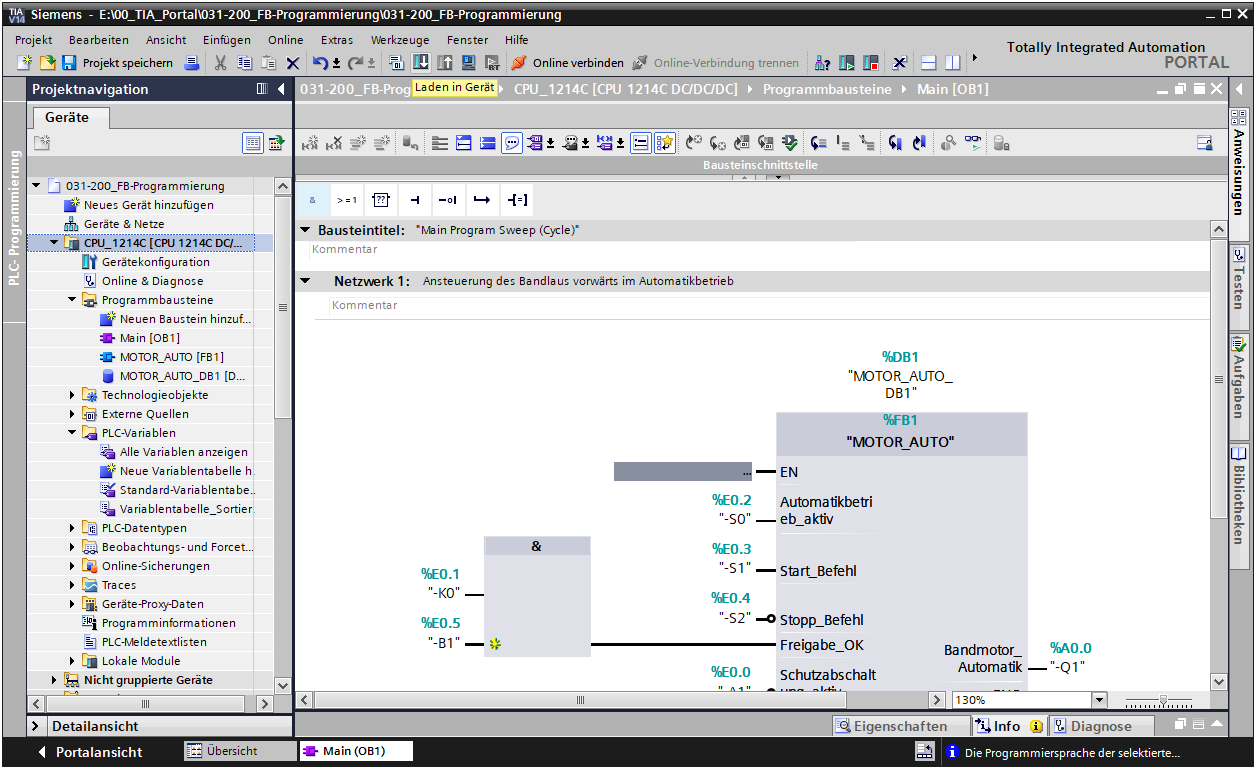 TIA V14 Siemens - E:\00_TIA_Portal\031-200_FB-Programmierung\031-200_FB-Programmierung
Projekt Bearbeiten Ansicht Einfügen Online Extras Werkzeuge Fenster Hilfe
Totally Integrated Automation
PORTAL
Projekt speichern Online verbinden Online-Verbindung trennen
Projektnavigation
031-200_FB-Prog Laden in Gerät CPU_1214C [CPU 1214C DC/DC/DC] Programmbausteine Main [OB1]
Geräte
Bausteinschnittstelle
PLC- Programmierung
031-200_FB-Programmierung
Neues Gerät hinzufügen
Geräte & Netze
CPU_1214C [CPU 1214C DC/...
Gerätekonfiguration
Online & Diagnose
Programmbausteine
Neuen Baustein hinzuf...
Main [OB1]
MOTOR_AUTO [FB1]
MOTOR_AUTO_DB1 [D...
Technologieobjekte
Externe Quellen
PLC-Variablen
Alle Variablen anzeigen
Neue Variablentabelle h.
Standard-Variablentabe..
Variablentabelle_Sortier.
PLC-Datentypen
Beobachtungs- und Forcet...
Online-Sicherungen
Traces
Geräte-Proxy-Daten
Programminformationen
PLC-Meldetextlisten
Lokale Module
Nicht gruppierte Geräte
Detailansicht
& >=1 ??
Bausteintitel: "Main Program Sweep (Cycle)"
Kommentar
Netzwerk 1: Ansteuerung des Bandlaus vorwärts im Automatikbetrieb
Kommentar
%DB1
"MOTOR_AUTO_
DB1"
%FB1
"MOTOR_AUTO"
... EN
%E0.2
"-S0"
Automatikbetri
eb_aktiv
%E0.3
"-S1" Start_Befehl
%E0.4
"-S2" Stopp_Befehl
&
%E0.1
"-K0"
%E0.5
"-B1"
Freigabe_OK
%E0.0
"-A1"
Schutzabschalt
ung_aktiv
Bandmotor_
Automatik
%A0.0
"-Q1"
ENO
130%
Eigenschaften Info Diagnose
Anweisungen
Testen
Aufgaben
Bibliotheken
Portalansicht Übersicht Main (OB1) Die Programmiersprache der selektierte...